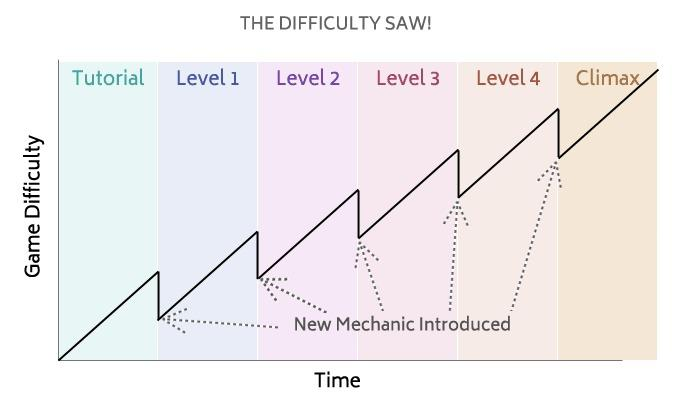 THE DIFFICULTY SAW!
Tutorial
Level 1
Level 2
Level 3
Level 4
Climax
Game Difficulty
New Mechanic Introduced
Time